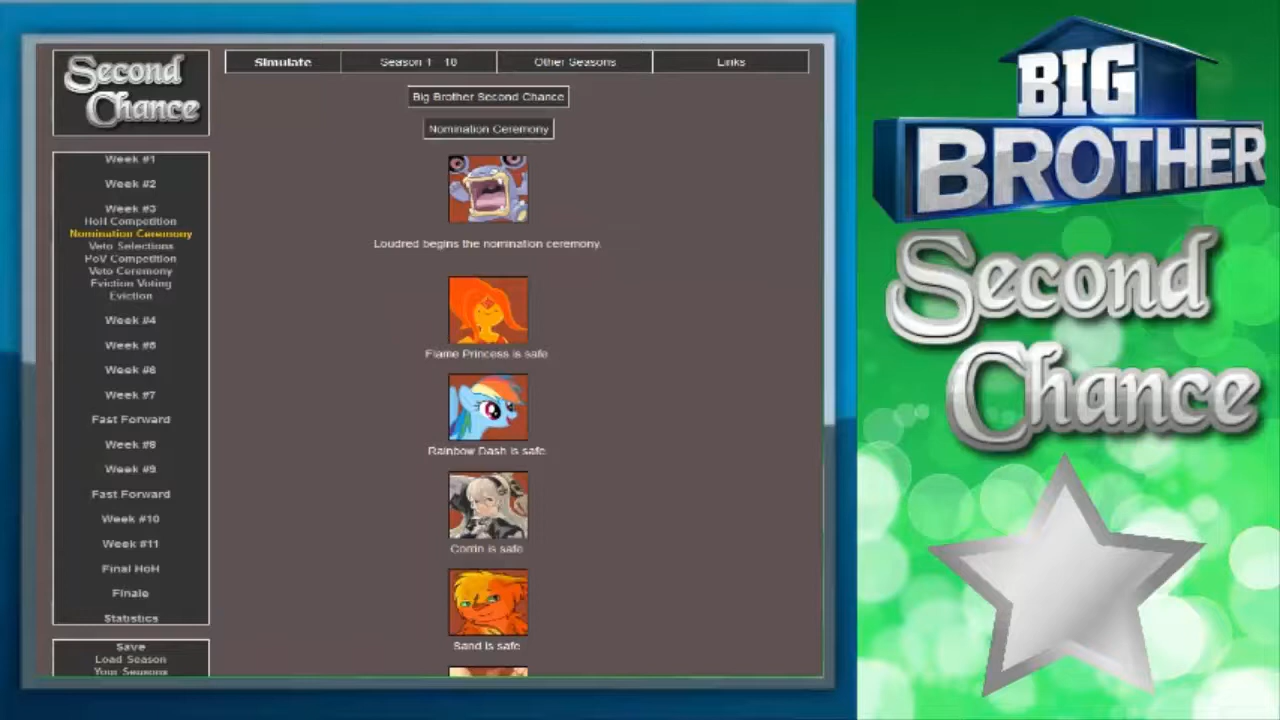 Second
Chance
Simulate
Season 1 - 18
Other Seasons
Links
Big Brother Second Chance
Nomination Ceremony
Week #1
Week #2
Week #3
HoH Competition
Nomination Ceremony
Veto Selections
PoV Competition
Veto Ceremony
Eviction Voting
Eviction
Week #4
Week #5
Week #6
Week #7
Fast Forward
Week #8
Week #9
Fast Forward
Week #10
Week #11
Final HoH
Finale
Statistics
Save
Load Season
Your Seasons
Loudred begins the nomination ceremony.
Flame Princess is safe
Rainbow Dash is safe
Corrin is safe
Sand is safe
BIG
BROTHER
Second
Chance